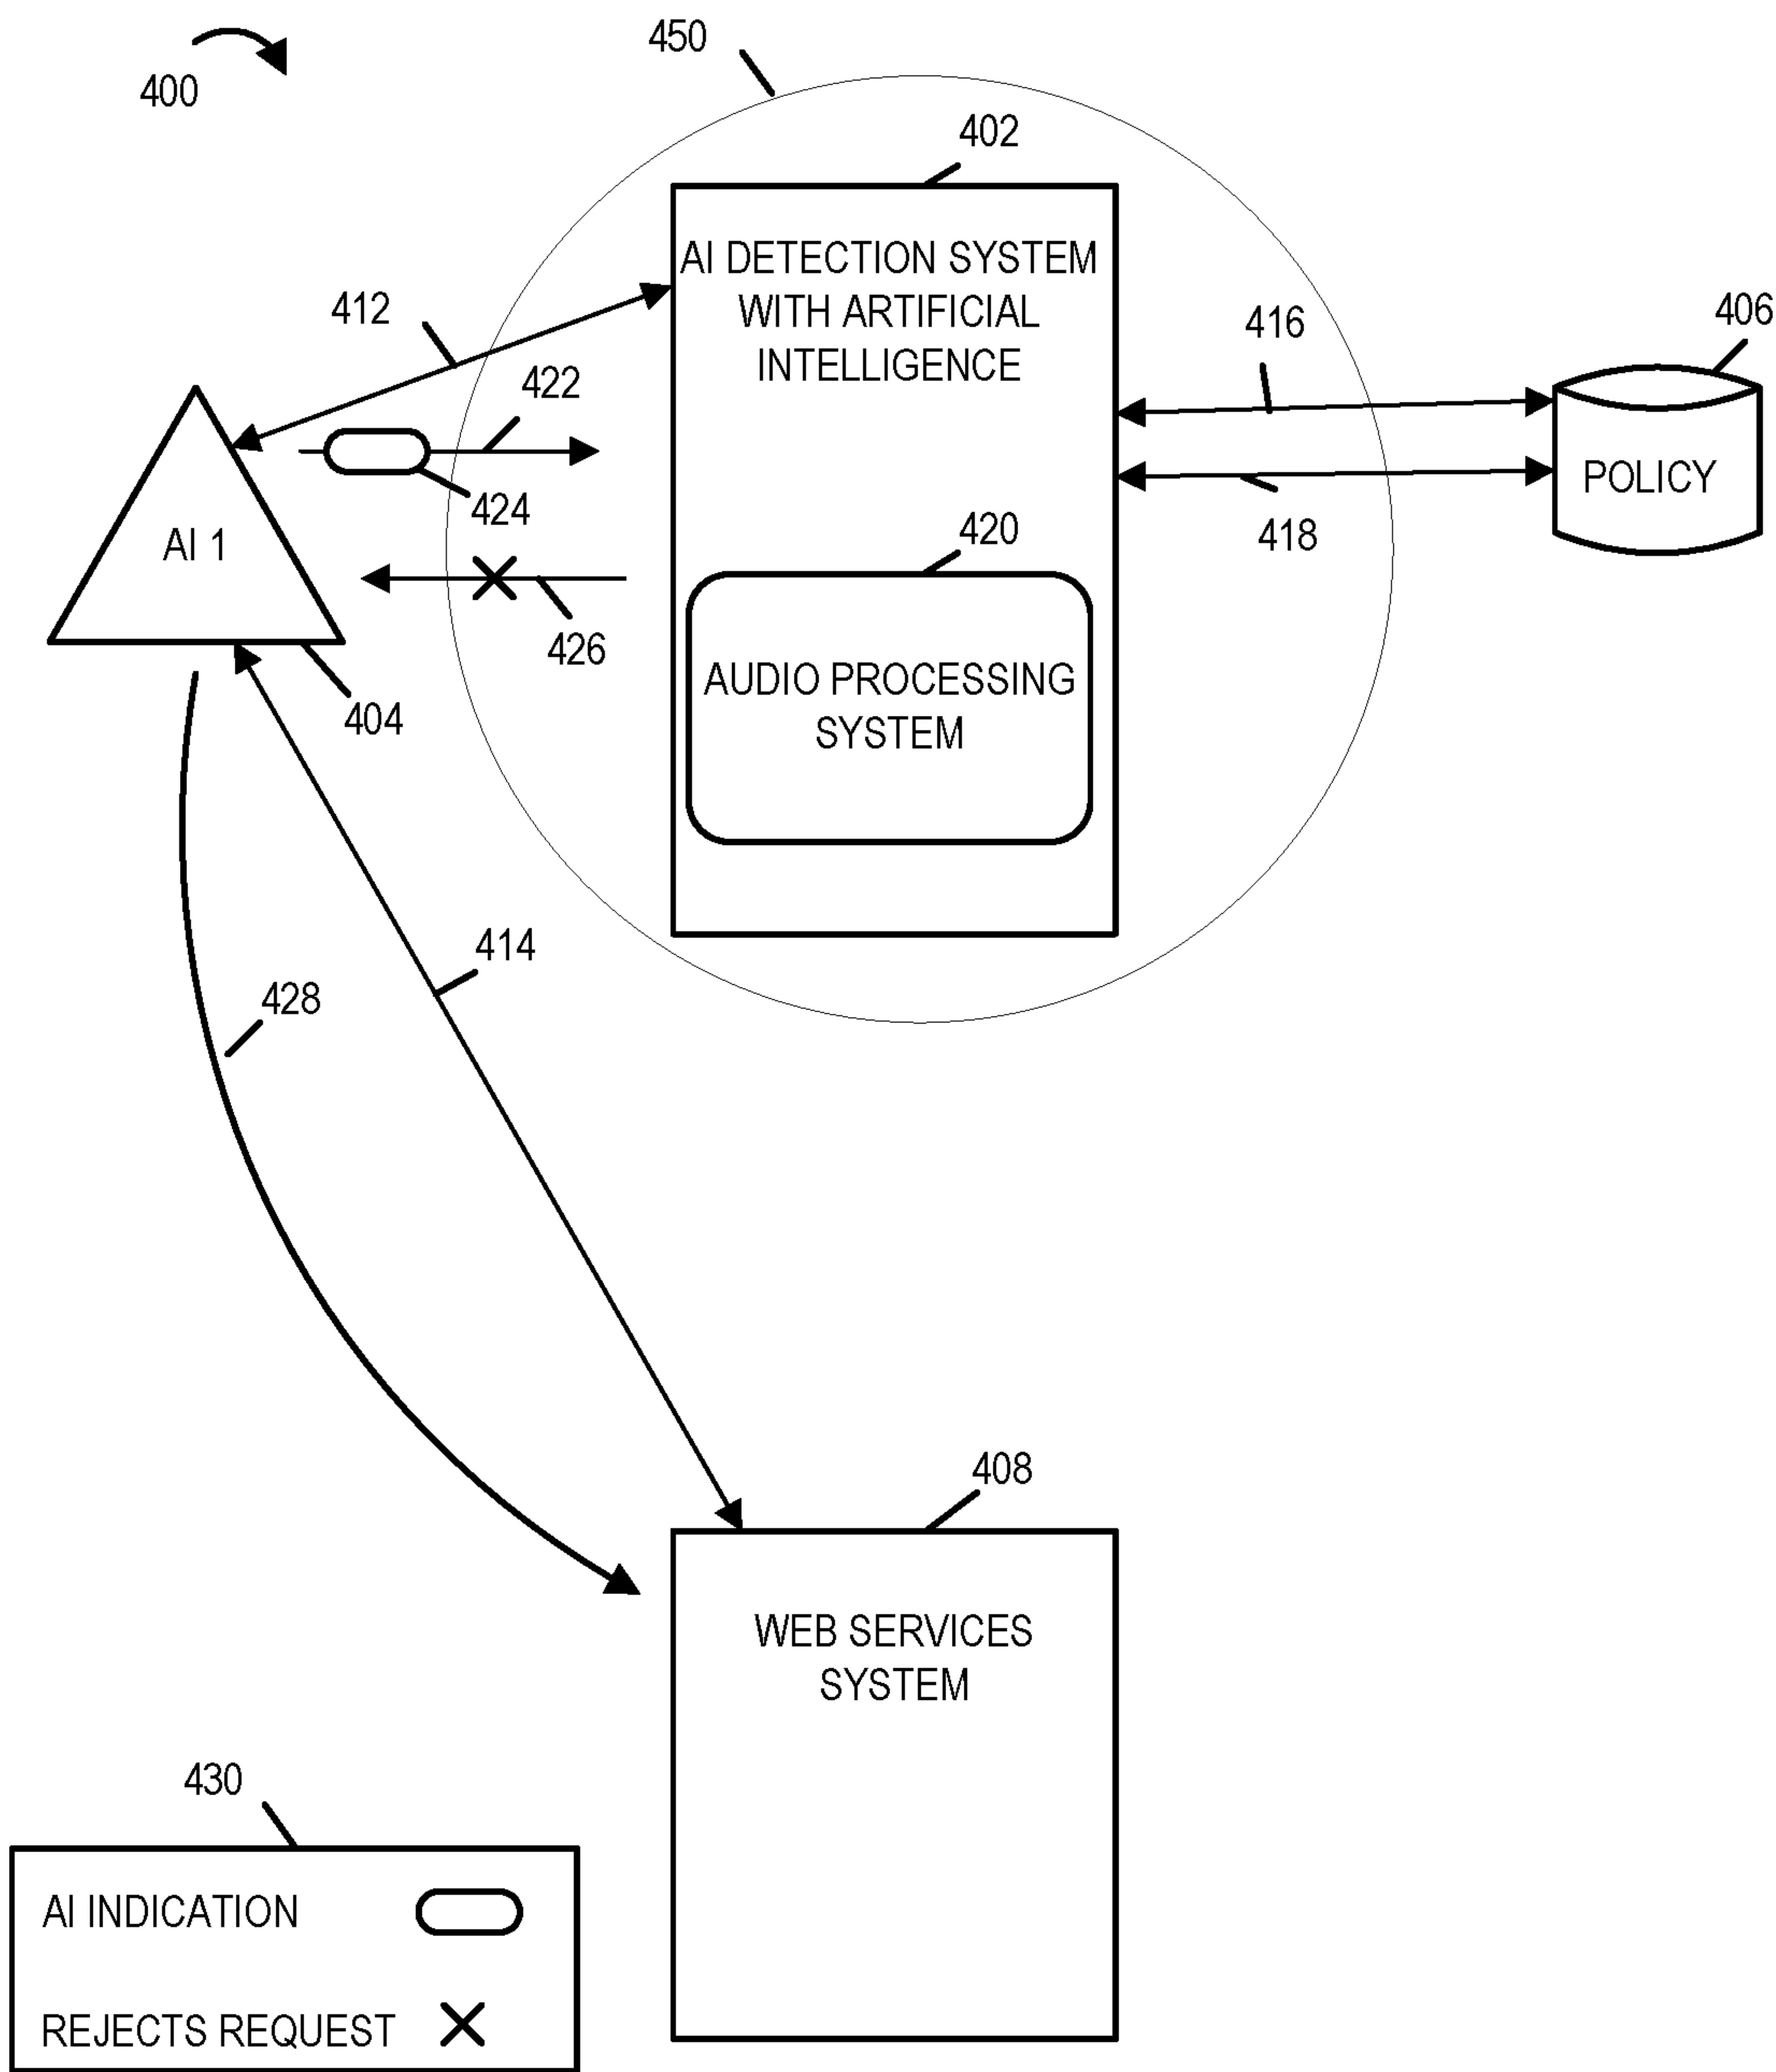 400
450
402
AI DETECTION SYSTEM
WITH ARTIFICIAL
INTELLIGENCE
412
422
424
416
406
POLICY
418
AI 1
420
426
AUDIO PROCESSING
SYSTEM
404
414
428
408
WEB SERVICES
SYSTEM
430
AI INDICATION
REJECTS REQUEST